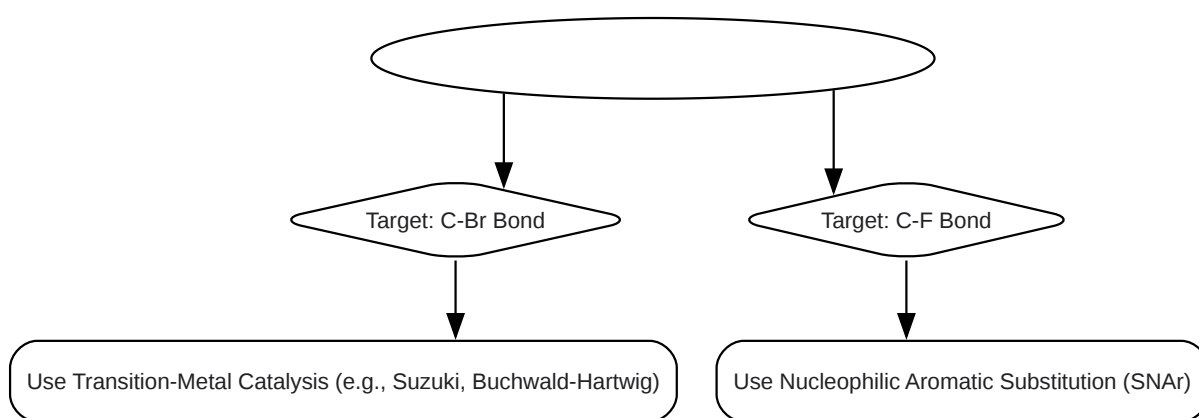 Target: C-Br Bond
Target: C-F Bond
Use Transition-Metal Catalysis (e.g., Suzuki, Buchwald-Hartwig)
Use Nucleophilic Aromatic Substitution (SNAr)